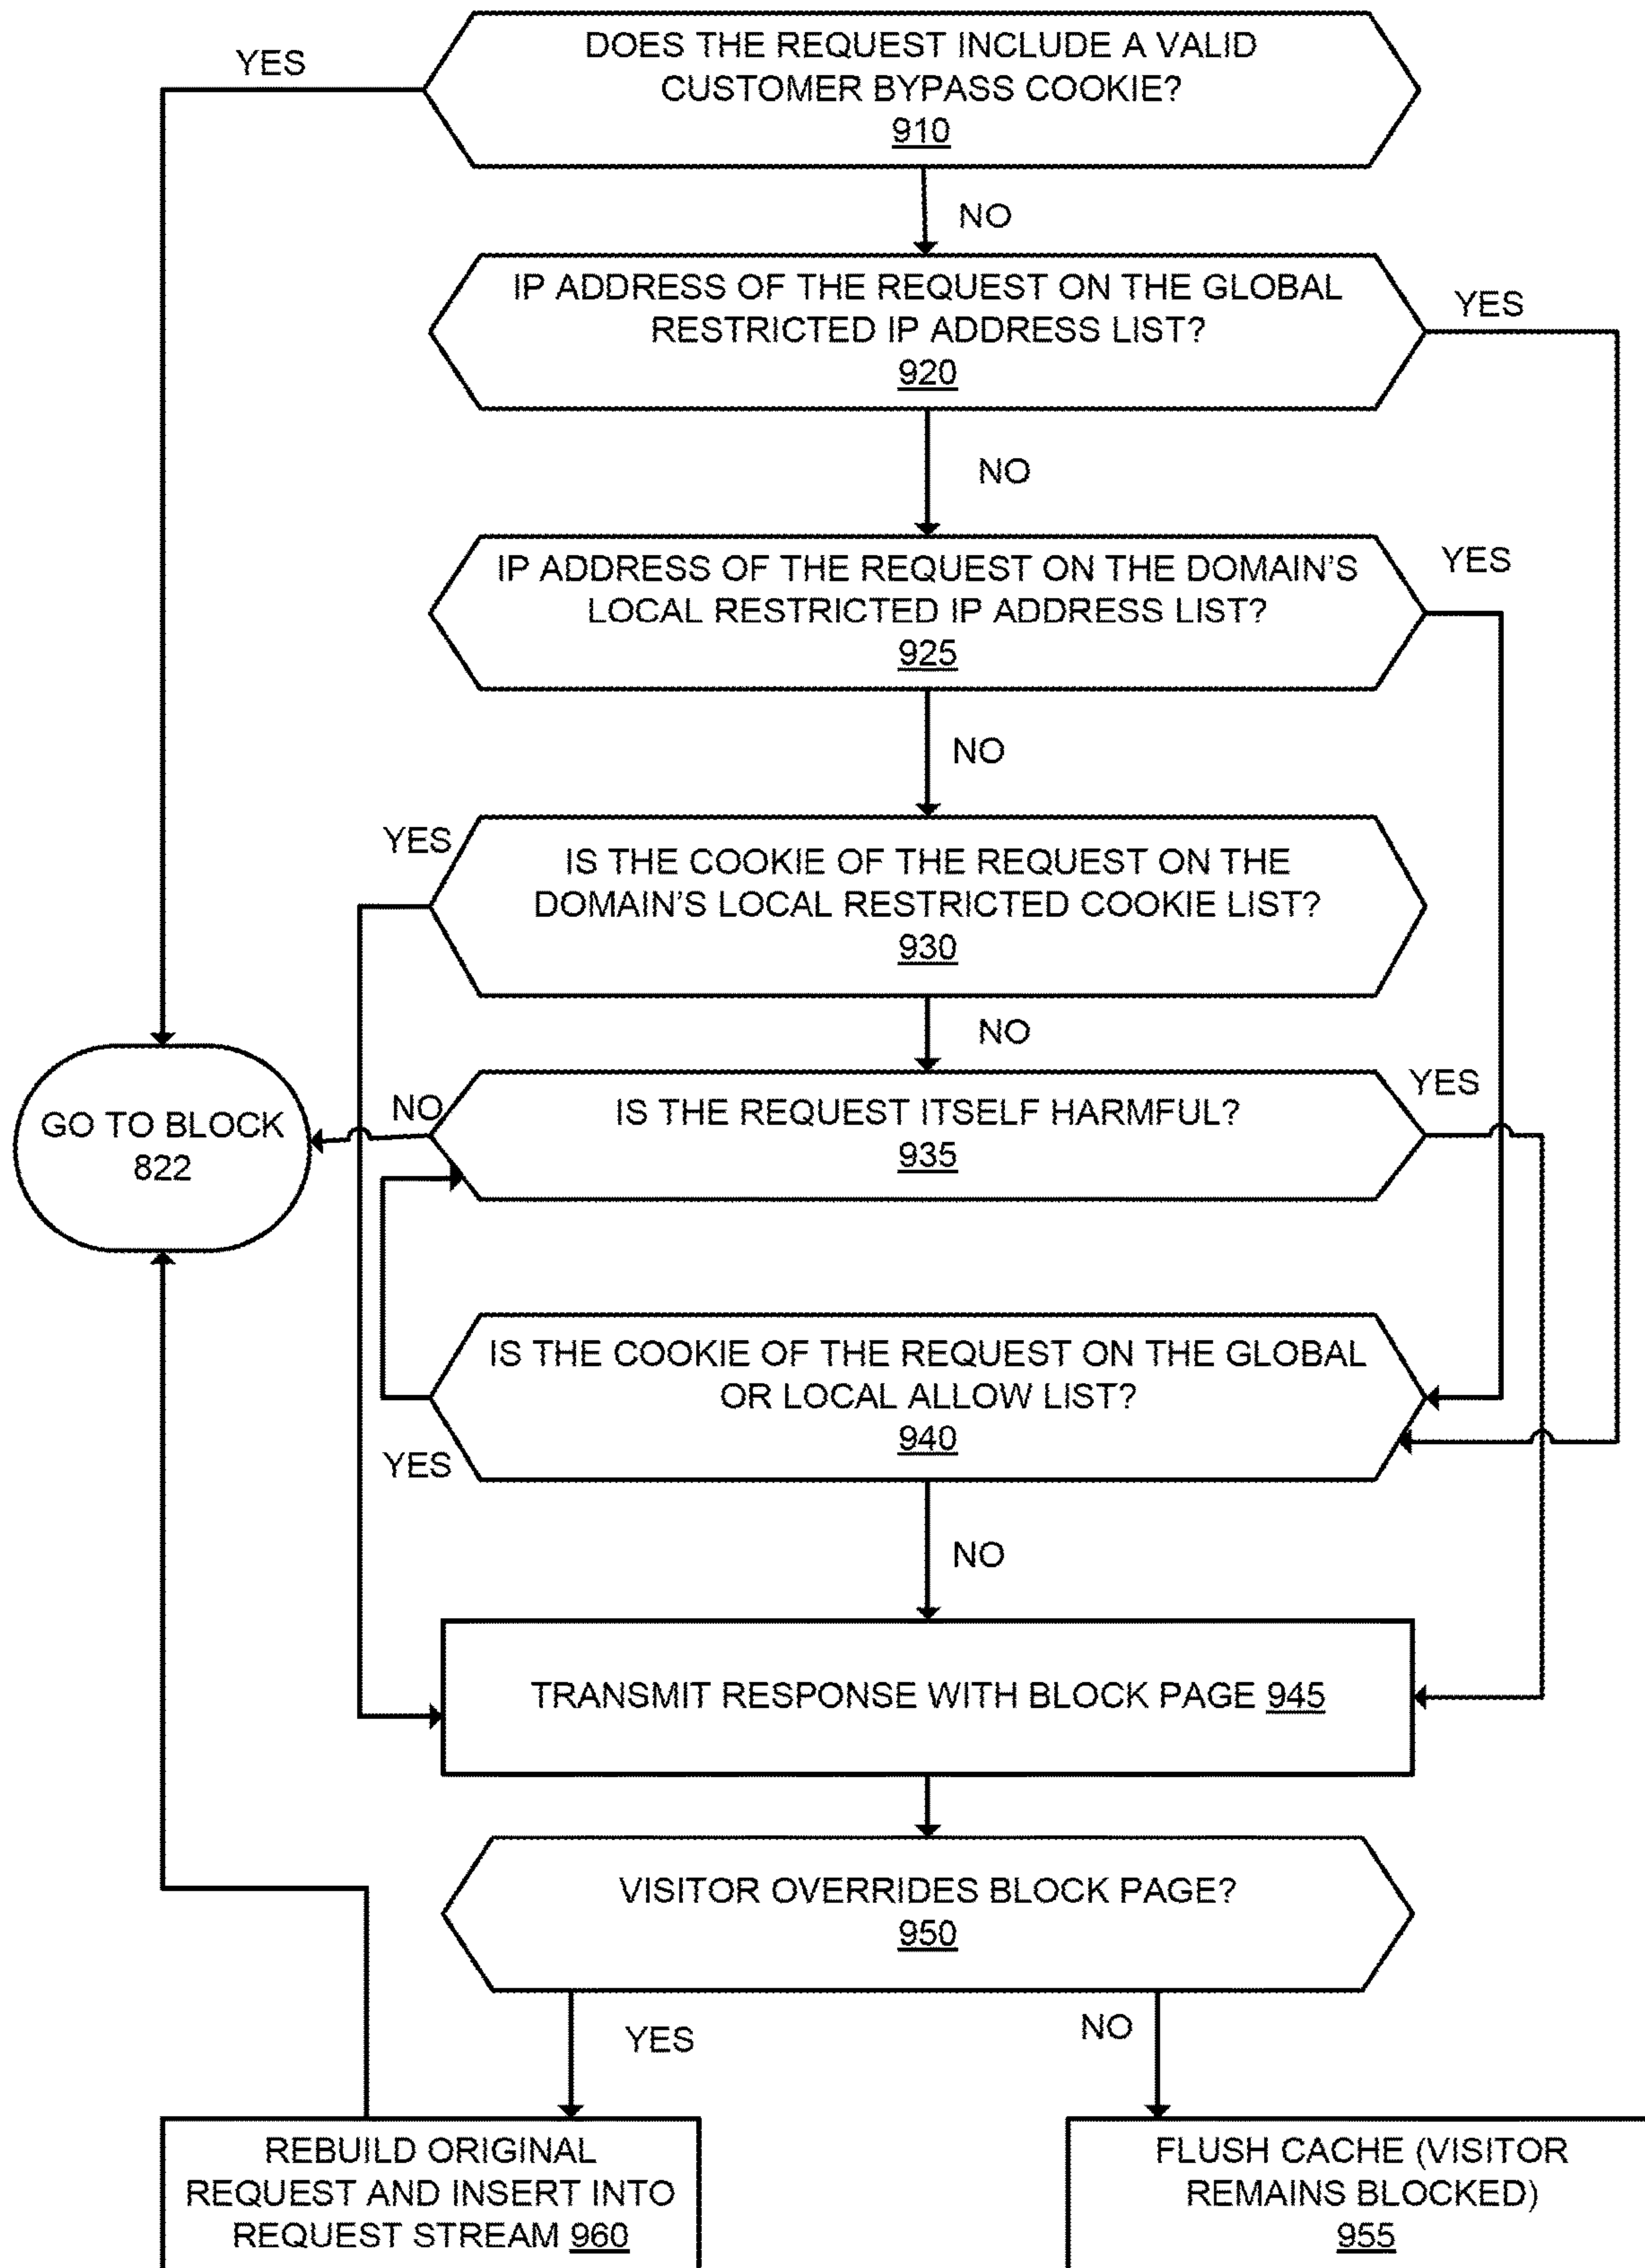 YES
DOES THE REQUEST INCLUDE A VALID
CUSTOMER BYPASS COOKIE?
910
NO
IP ADDRESS OF THE REQUEST ON THE GLOBAL
RESTRICTED IP ADDRESS LIST?
920
YES
NO
IP ADDRESS OF THE REQUEST ON THE DOMAIN'S
LOCAL RESTRICTED IP ADDRESS LIST?
925
YES
NO
YES
IS THE COOKIE OF THE REQUEST ON THE
DOMAIN'S LOCAL RESTRICTED COOKIE LIST?
930
NO
GO TO BLOCK
822
NO
IS THE REQUEST ITSELF HARMFUL?
935
YES
IS THE COOKIE OF THE REQUEST ON THE GLOBAL
OR LOCAL ALLOW LIST?
940
YES
NO
TRANSMIT RESPONSE WITH BLOCK PAGE 945
VISITOR OVERRIDES BLOCK PAGE?
950
YES
NO
REBUILD ORIGINAL
REQUEST AND INSERT INTO
REQUEST STREAM 960
FLUSH CACHE (VISITOR
REMAINS BLOCKED)
955